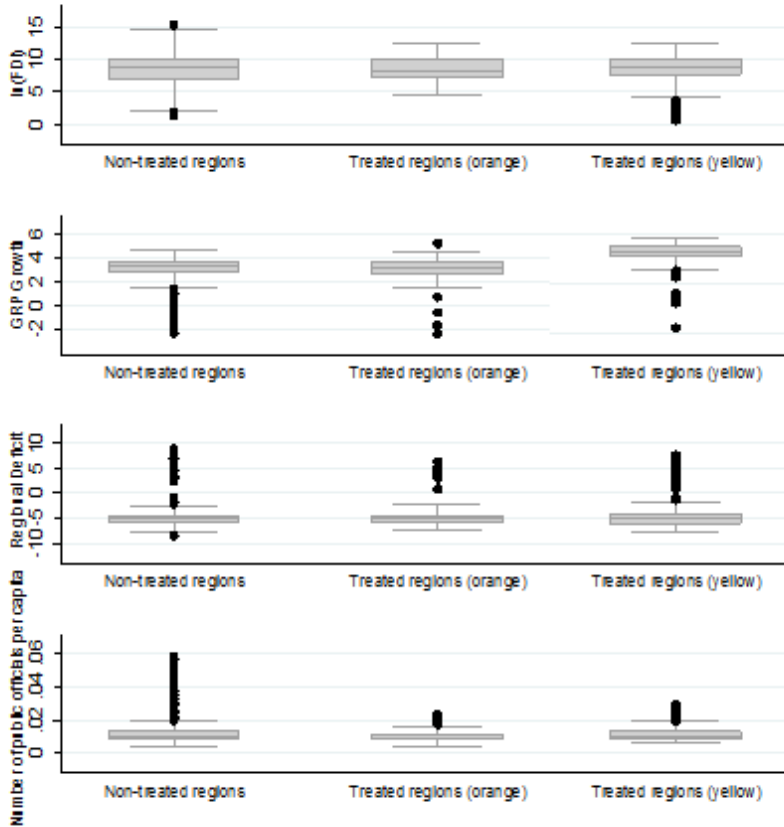 ln(FDI)
15
10
5
0
Non-treated regions
Treated regions (orange)
Treated regions (yellow)
GRP Growth
6
4
2
0
-2
Non-treated regions
Treated regions (orange)
Treated regions (yellow)
Regional Deficit
10
5
0
-5
-10
Non-treated regions
Treated regions (orange)
Treated regions (yellow)
Number of public officials per capita
.06
.04
.02
0
Non-treated regions
Treated regions (orange)
Treated regions (yellow)